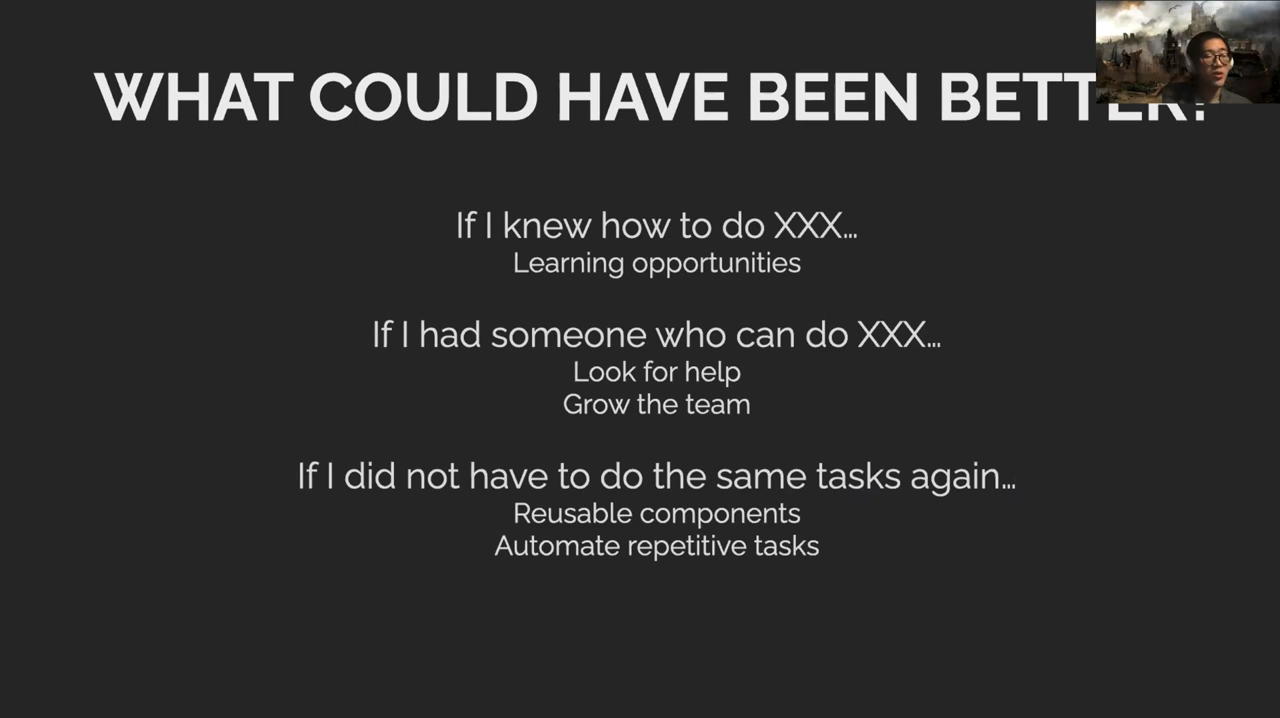 WHAT COULD HAVE BEEN BETTER?
If I knew how to do XXX…
Learning opportunities
If I had someone who can do XXX…
Look for help
Grow the team
If I did not have to do the same tasks again…
Reusable components
Automate repetitive tasks